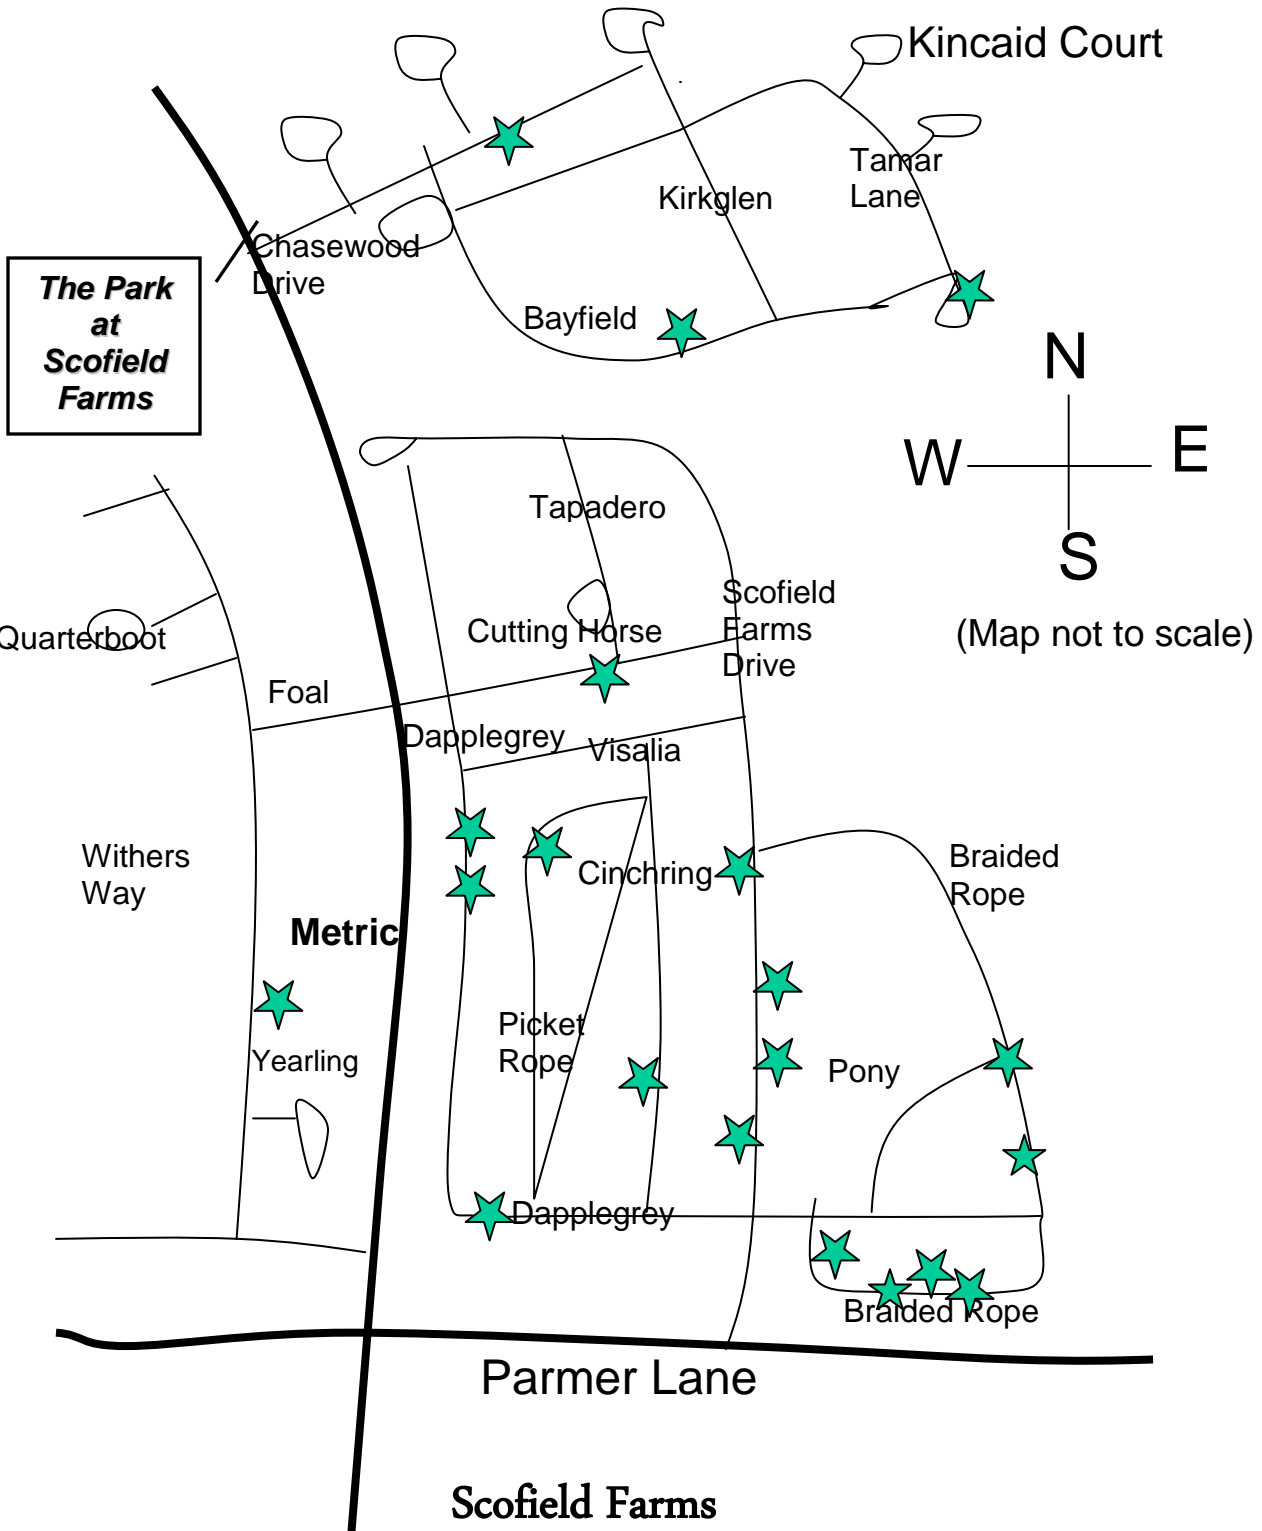 Kincaid Court
Tamar
Lane
Kirkglen
Chasewood
Drive
The Park
at
Scofield
Farms
Bayfield
N
W
E
S
(Map not to scale)
Tapadero
Scofield
Farms
Drive
Cutting Horse
Quarterboot
Foal
Dapplegrey
Visalia
Withers
Way
Cinchring
Braided
Rope
Metric
Picket
Rope
Yearling
Pony
Dapplegrey
Braided Rope
Parmer Lane
Scofield Farms